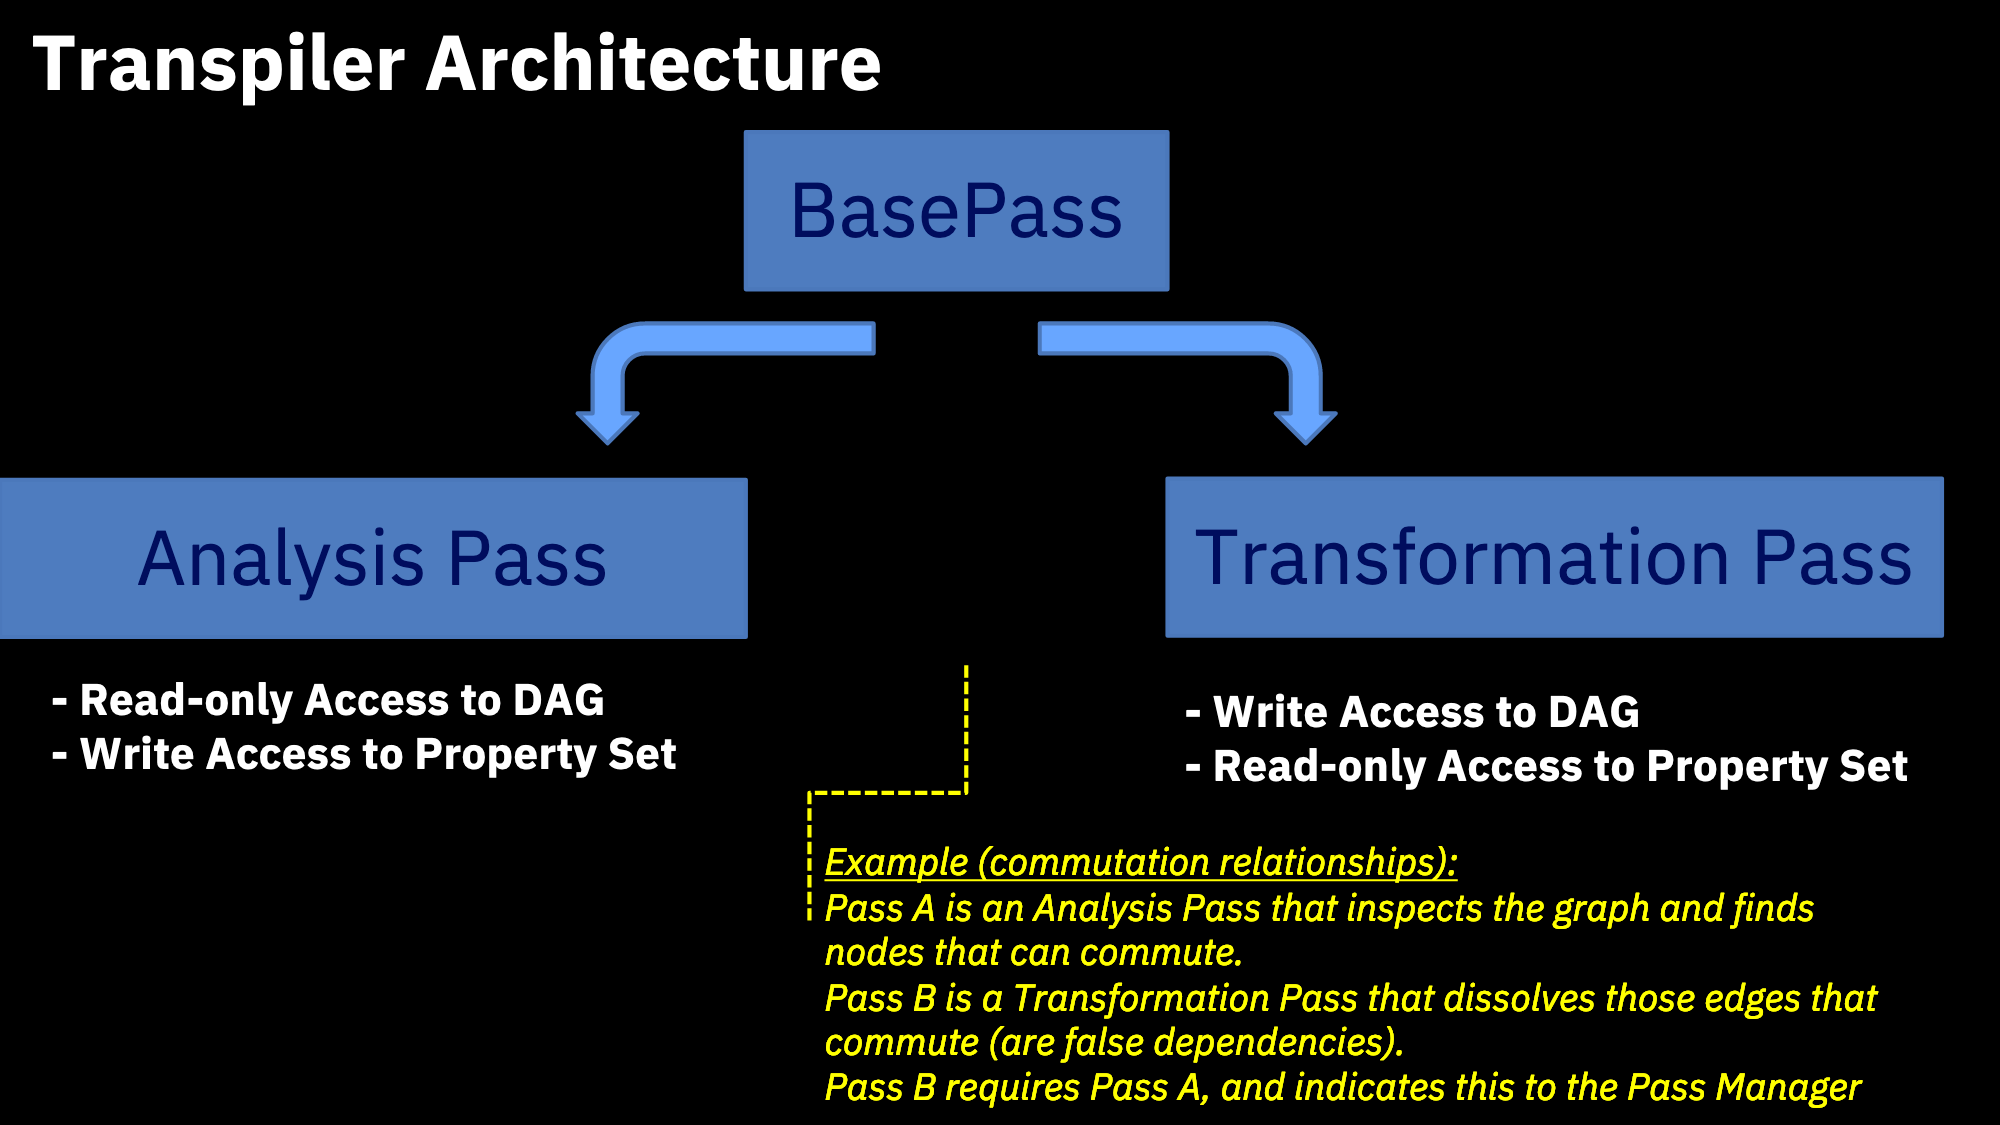 Transpiler Architecture
BasePass
Analysis Pass
Transformation Pass
- Read-only Access to DAG
- Write Access to Property Set
- Write Access to DAG
- Read-only Access to Property Set
Example (commutation relationships):
Pass A is an Analysis Pass that inspects the graph and finds
nodes that can commute.
Pass B is a Transformation Pass that dissolves those edges that
commute (are false dependencies).
Pass B requires Pass A, and indicates this to the Pass Manager